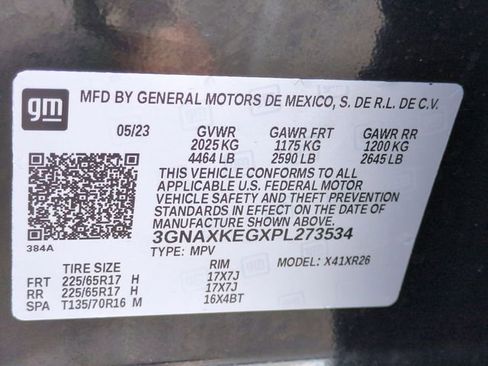 gm
MFD BY GENERAL MOTORS DE MEXICO, S. DE R.L. DE C.V.
05/23 GVWR GAWR FRT GAWR RR
2025 KG 1175 KG 1200 KG
4464 LB 2590 LB 2645 LB
THIS VEHICLE CONFORMS TO ALL
APPLICABLE U.S. FEDERAL MOTOR
VEHICLE SAFETY AND THEFT PREVENTION
STANDARDS IN EFFECT ON THE DATE OF
MANUFACTURE SHOWN ABOVE.
3GNAXKEGXPL273534
384A
TYPE: MPV MODEL: X41XR26
TIRE SIZE RIM
FRT 225/65R17 H 17X7J
RR 225/65R17 H 17X7J
SPA T135/70R16 M 16X4BT